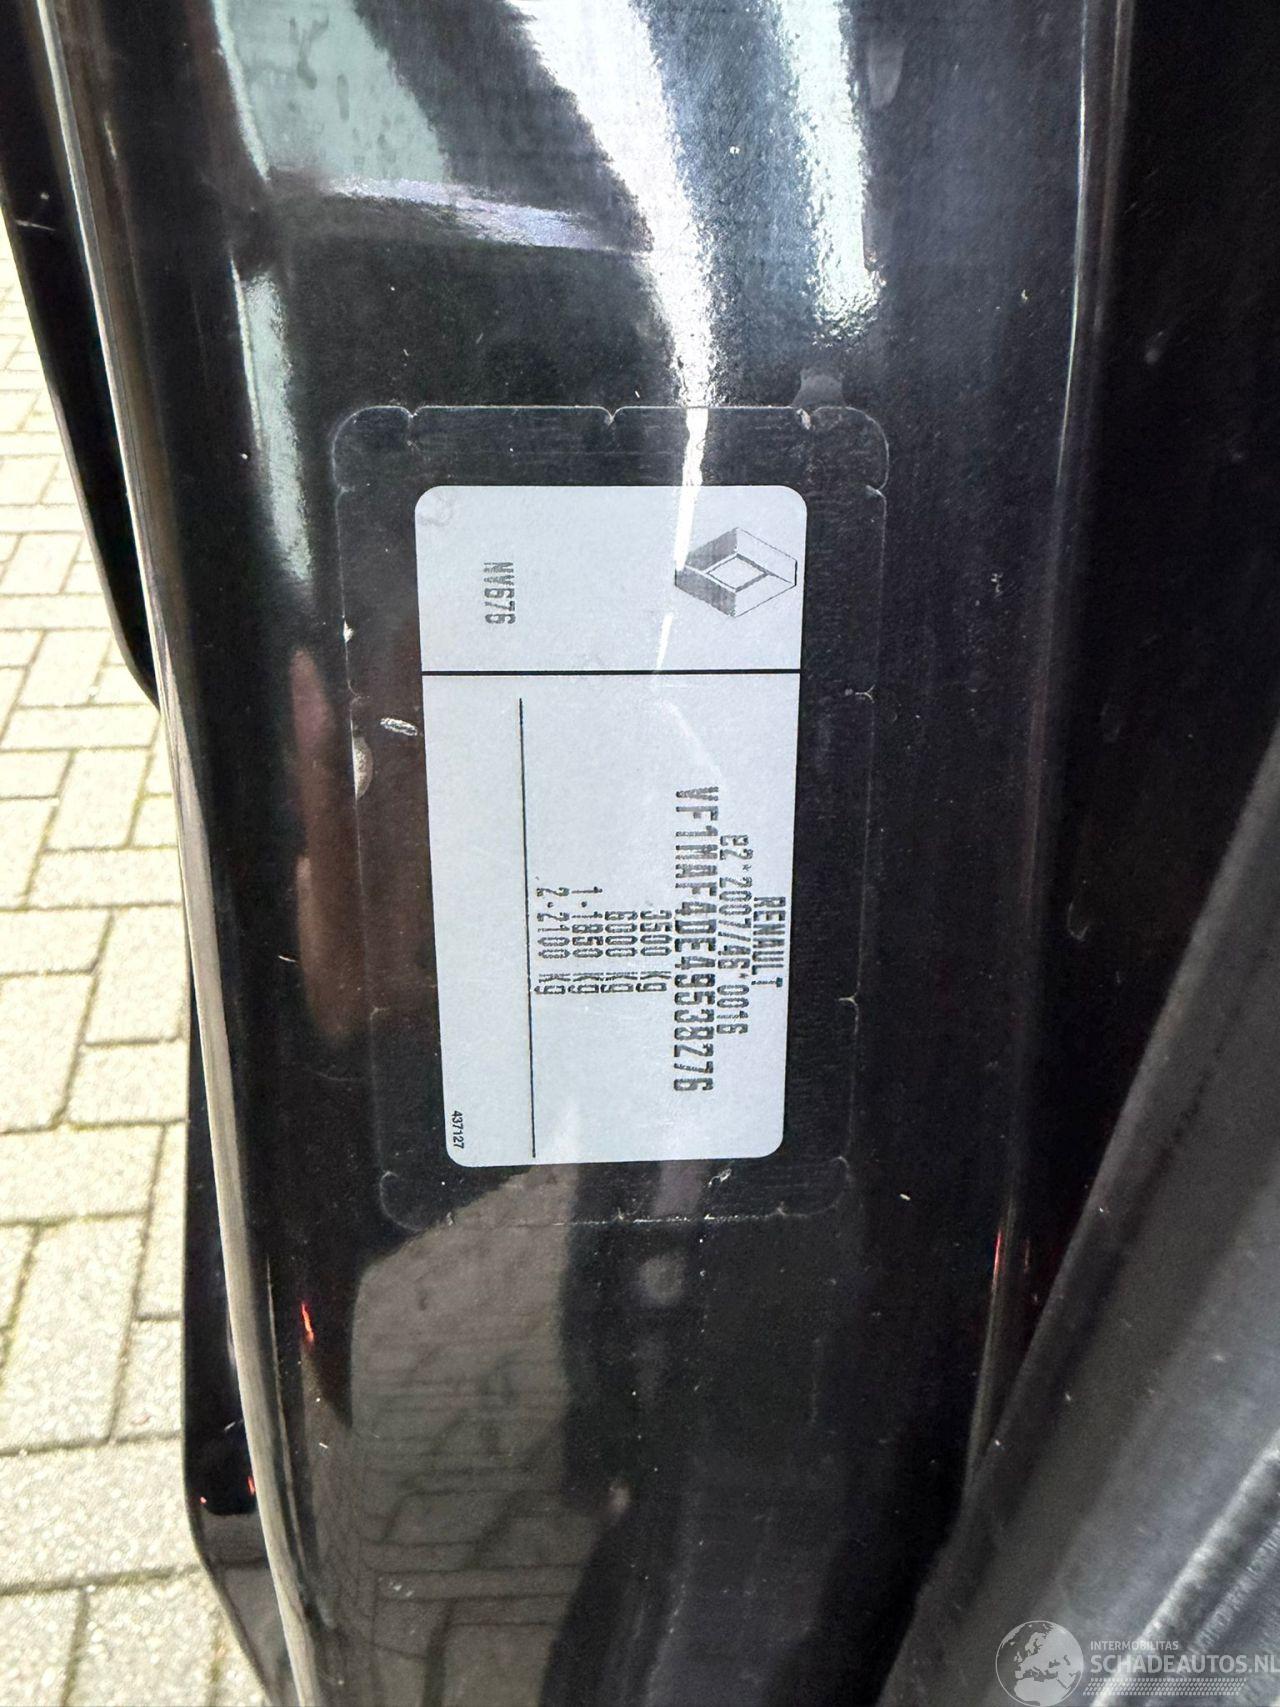 NV676
RENAULT
e2*2007/46*0016
VF1MAF4DE49538276
3500 kg
6000 kg
1-1850 kg
2-2100 kg
437127
INTERMOBILITAS
SCHADEAUTOS.NL